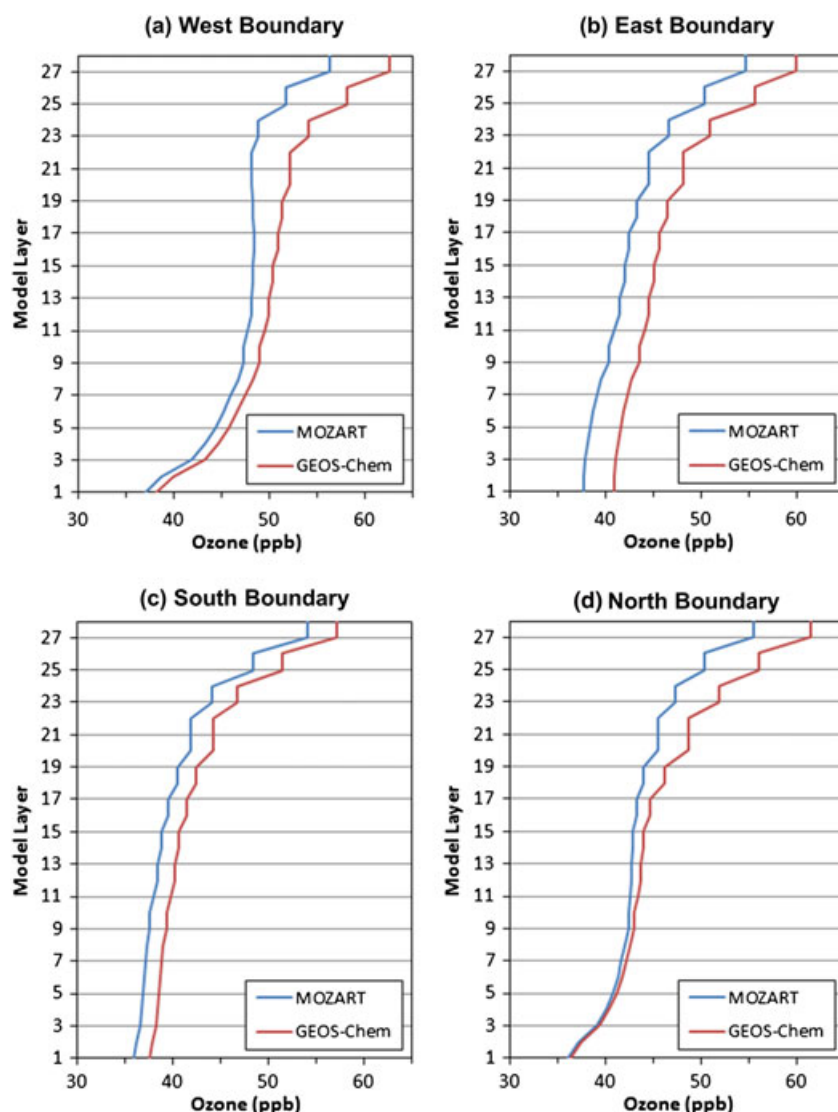 (a) West Boundary
27
25
23
21
19
17
15
13
11
9
7
5
3
1
Model Layer
MOZART
GEOS-Chem
30 40 50 60
Ozone (ppb)
(b) East Boundary
27
25
23
21
19
17
15
13
11
9
7
5
3
1
Model Layer
MOZART
GEOS-Chem
30 40 50 60
Ozone (ppb)
(c) South Boundary
27
25
23
21
19
17
15
13
11
9
7
5
3
1
Model Layer
MOZART
GEOS-Chem
30 40 50 60
Ozone (ppb)
(d) North Boundary
27
25
23
21
19
17
15
13
11
9
7
5
3
1
Model Layer
MOZART
GEOS-Chem
30 40 50 60
Ozone (ppb)